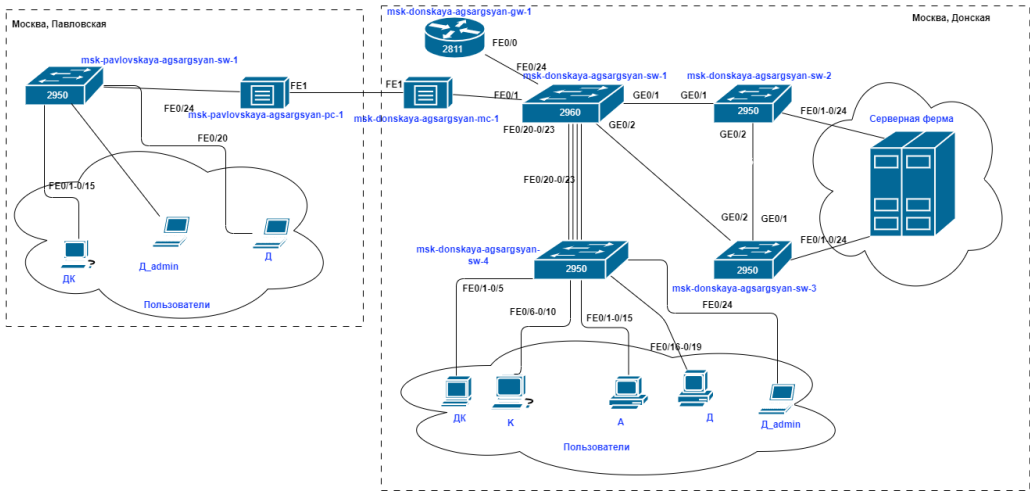 Москва, Павловская
msk-pavlovskaya-agsargsyan-sw-1
2950
FE0/24
FE1
msk-pavlovskaya-agsargsyan-pc-1
FE0/20
FE0/1-0/15
ДК
Д_admin
Д
Пользователи
Москва, Донская
msk-donskaya-agsargsyan-gw-1
2811
FE0/0
FE0/24
msk-donskaya-agsargsyan-sw-1
FE1
FE0/1
msk-donskaya-agsargsyan-mc-1
2960
GE0/1
GE0/1
msk-donskaya-agsargsyan-sw-2
2950
FE0/1-0/24
Серверная ферма
FE0/20-0/23
GE0/2
GE0/2
FE0/20-0/23
GE0/2
GE0/1
FE0/1-0/24
msk-donskaya-agsargsyan-
sw-4
2950
2950
msk-donskaya-agsargsyan-sw-3
FE0/1-0/5
FE0/24
FE0/6-0/10
FE0/1-0/15
FE0/16-0/19
ДК
К
А
Д
Д_admin
Пользователи